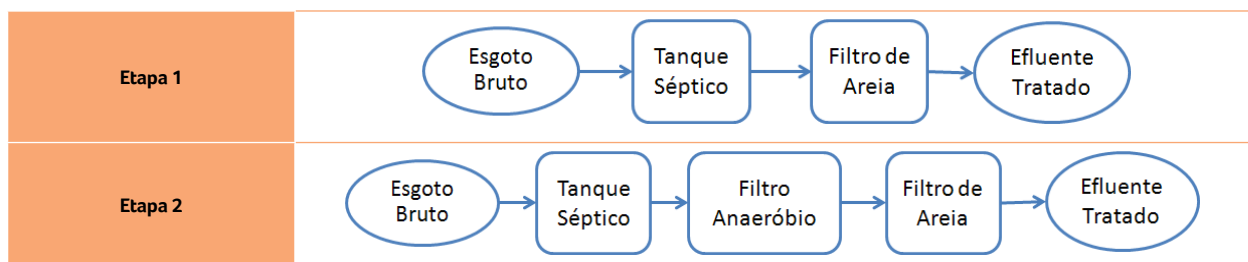 Etapa 1
Esgoto
Bruto
Tanque
Séptico
Filtro de
Areia
Efluente
Tratado
Etapa 2
Esgoto
Bruto
Tanque
Séptico
Filtro
Anaeróbio
Filtro de
Areia
Efluente
Tratado